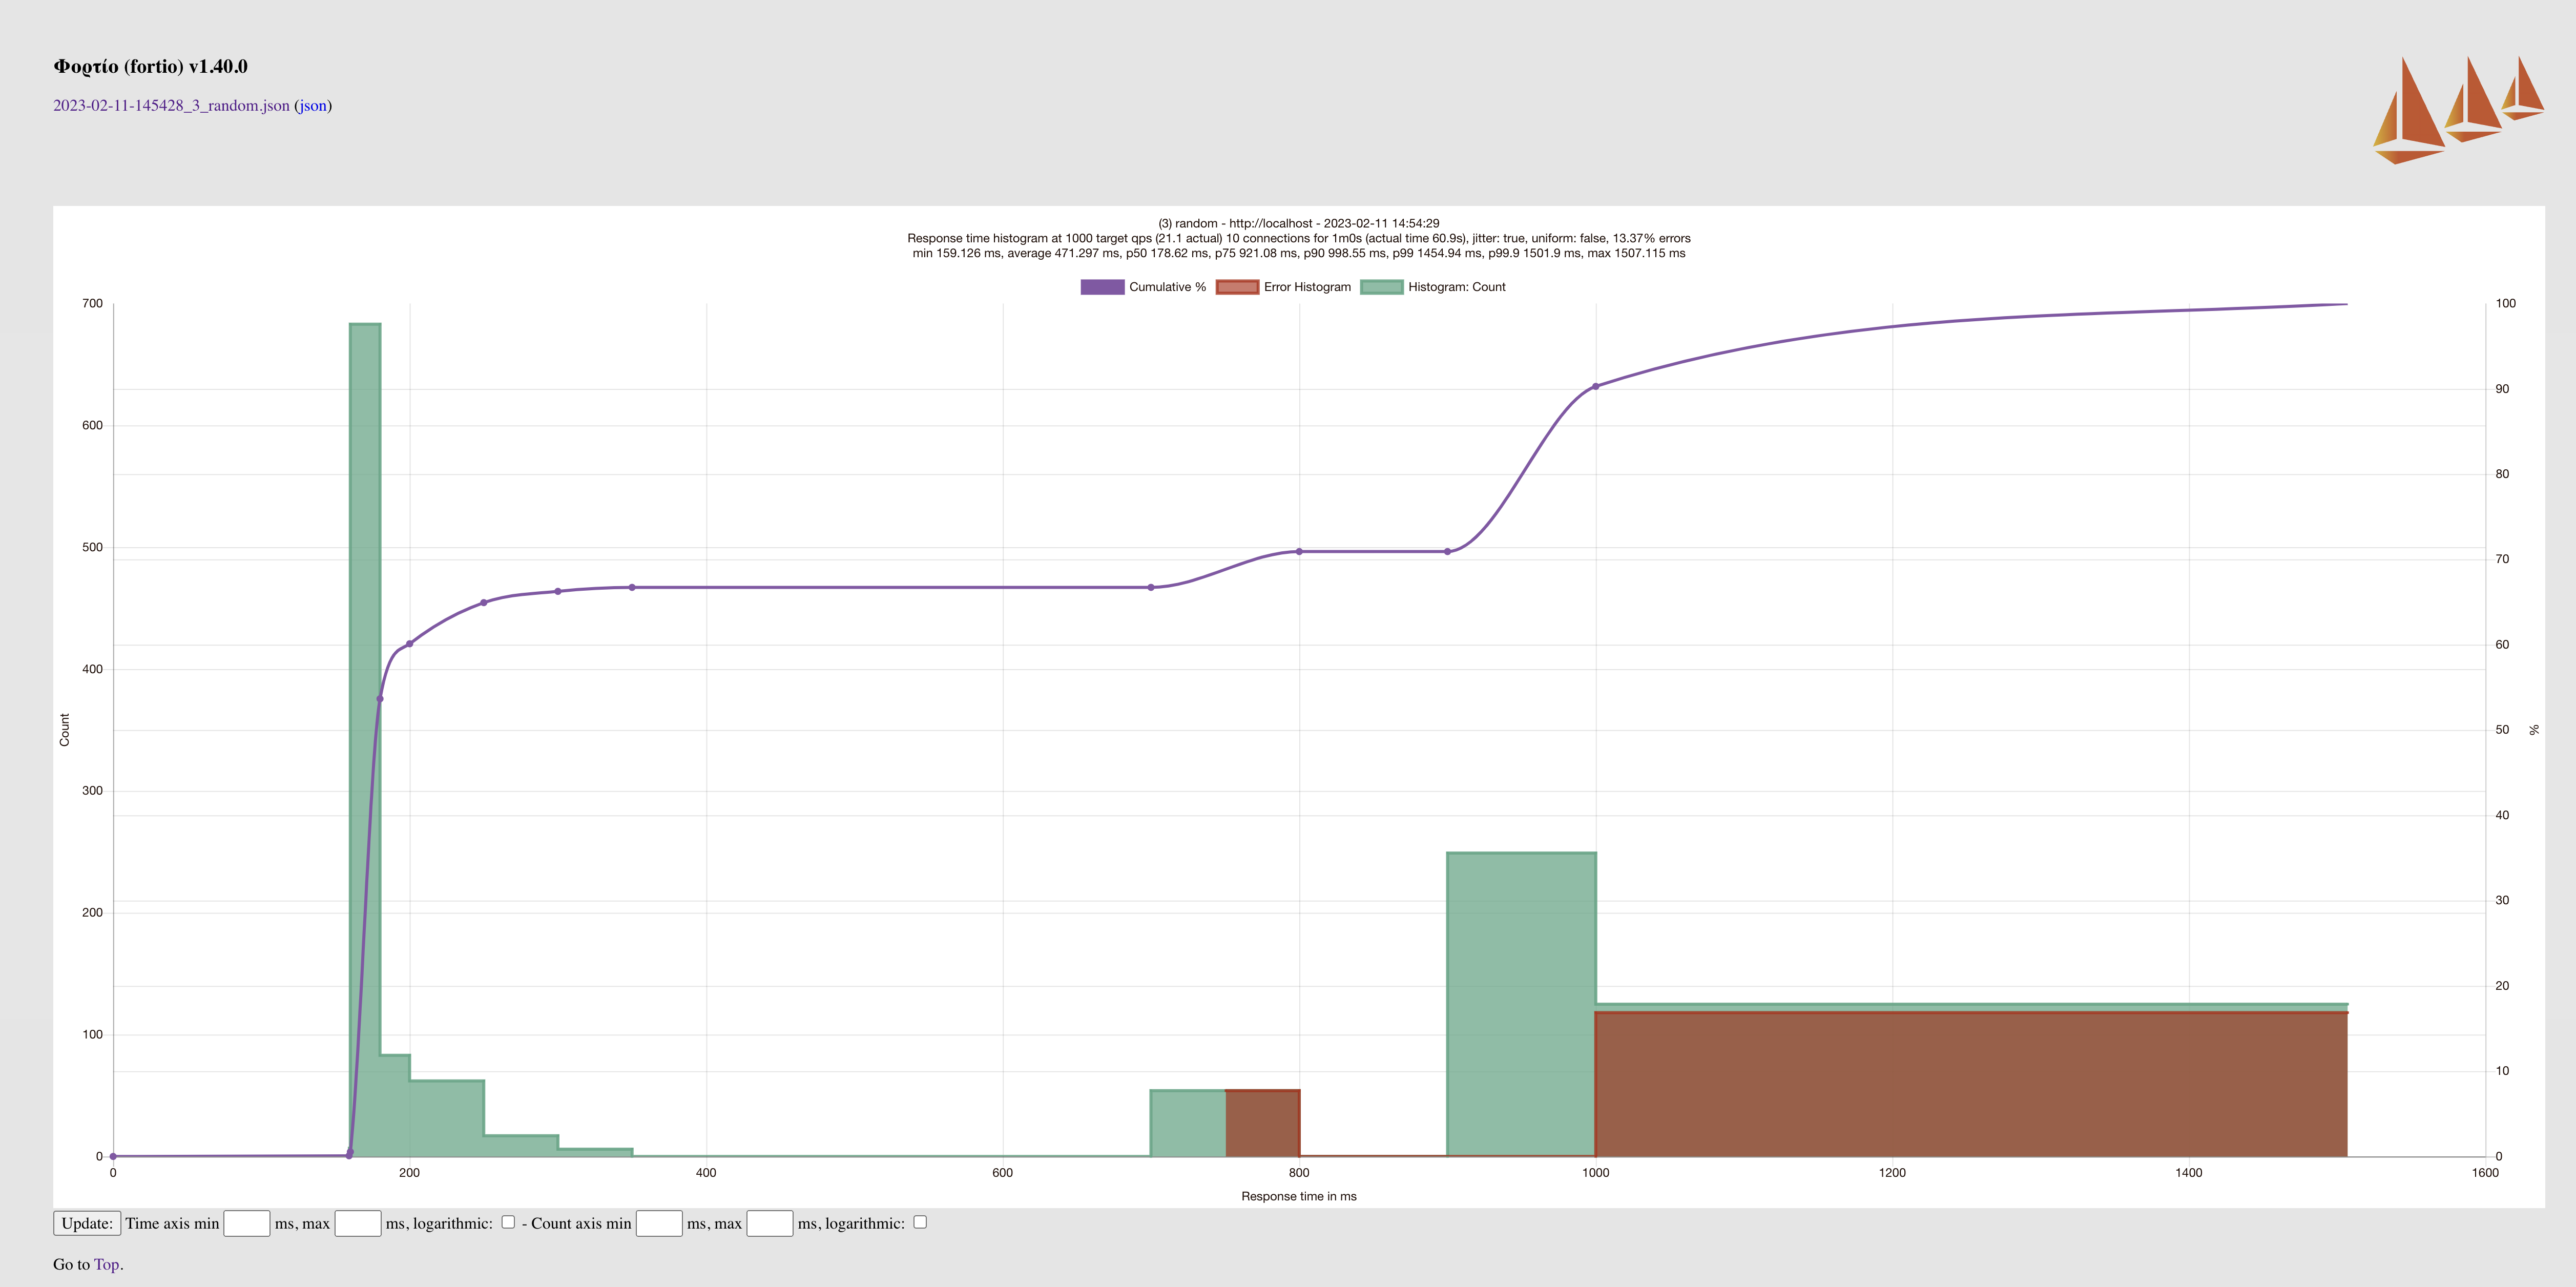 Φορτίο (fortio) v1.40.0
2023-02-11-145428_3_random.json (json)
(3) random - http://localhost - 2023-02-11 14:54:29
Response time histogram at 1000 target qps (21.1 actual) 10 connections for 1m0s (actual time 60.9s), jitter: true, uniform: false, 13.37% errors
min 159.126 ms, average 471.297 ms, p50 178.62 ms, p75 921.08 ms, p90 998.55 ms, p99 1454.94 ms, p99.9 1501.9 ms, max 1507.115 ms
Cumulative % Error Histogram Histogram: Count
700
600
500
400
300
200
100
0
Count
100
90
80
70
60
50
40
30
20
10
0
%
0 200 400 600 800 1000 1200 1400 1600
Response time in ms
Update: Time axis min ms, max ms, logarithmic: - Count axis min ms, max ms, logarithmic:
Go to Top.